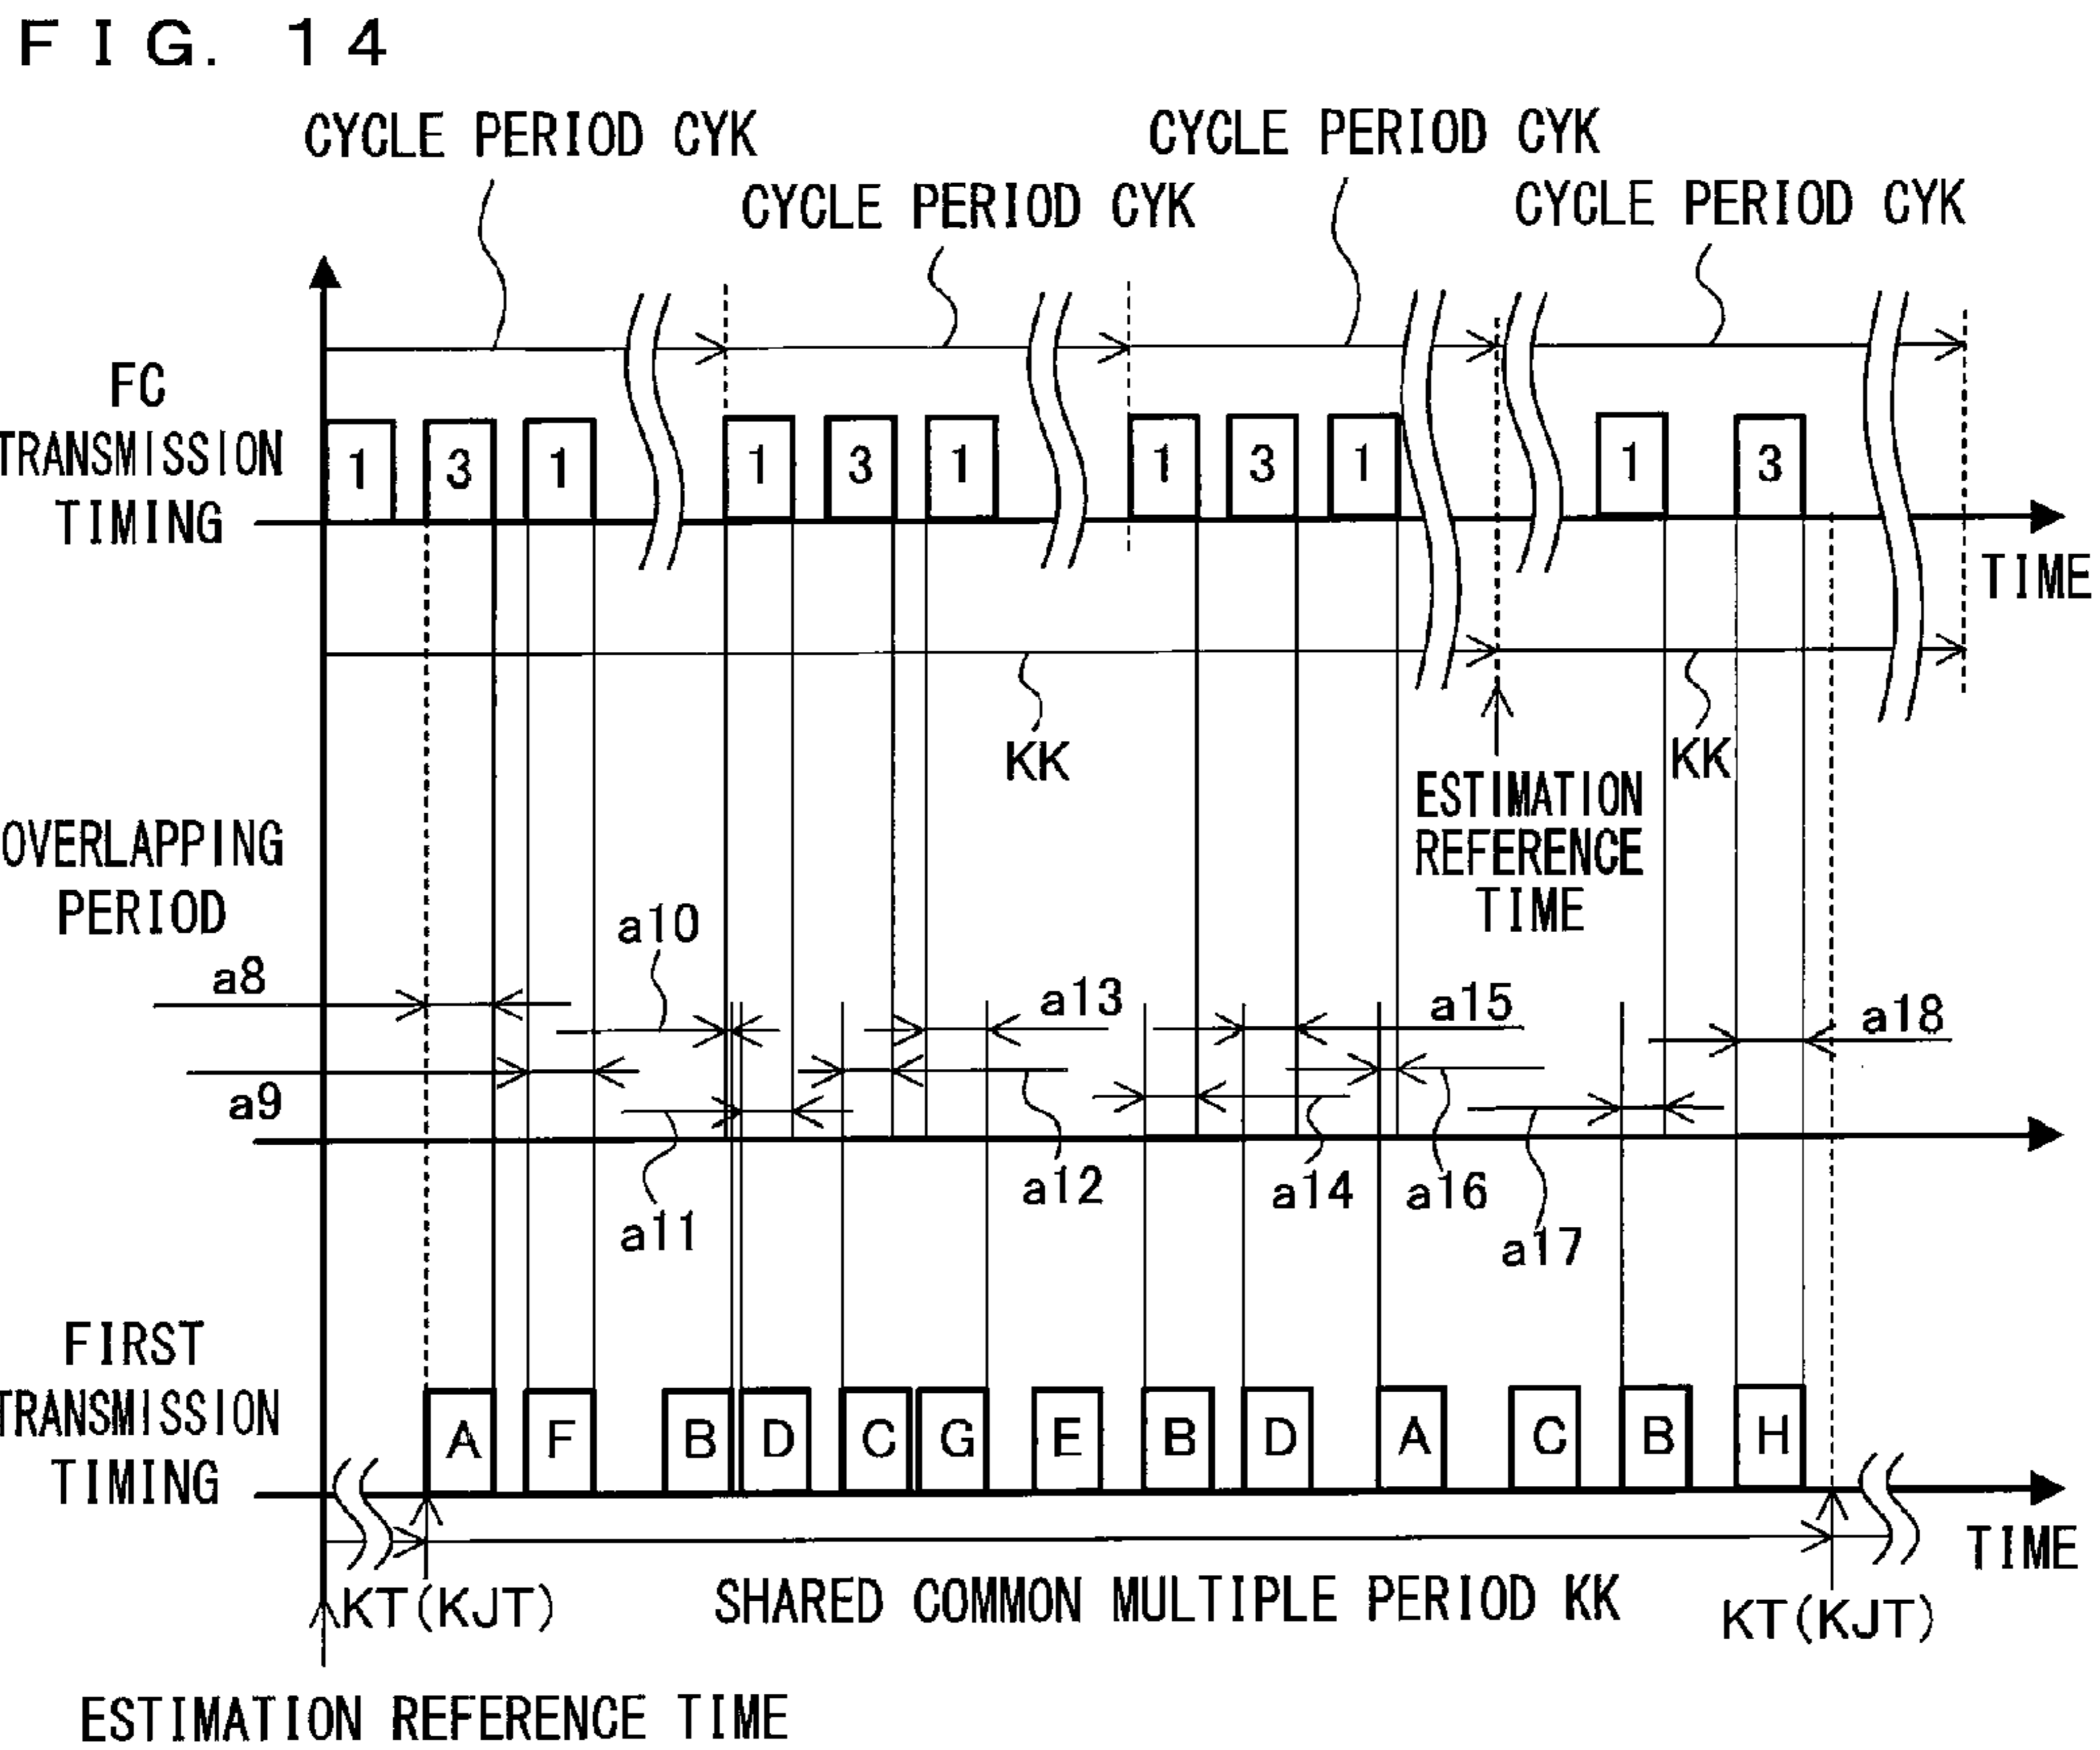 FIG. 14
CYCLE PERIOD CYK
CYCLE PERIOD CYK
CYCLE PERIOD CYK
CYCLE PERIOD CYK
FC
TRANSMISSION
TIMING
1
3
1
1
3
1
1
3
1
1
3
TIME
KK
KK
ESTIMATION
REFERENCE
TIME
OVERLAPPING
PERIOD
a8
a9
a10
a11
a12
a13
a14
a15
a16
a17
a18
FIRST
TRANSMISSION
TIMING
A
F
B
D
C
G
E
B
D
A
C
B
H
TIME
KT(KJT)
SHARED COMMON MULTIPLE PERIOD KK
KT(KJT)
ESTIMATION REFERENCE TIME